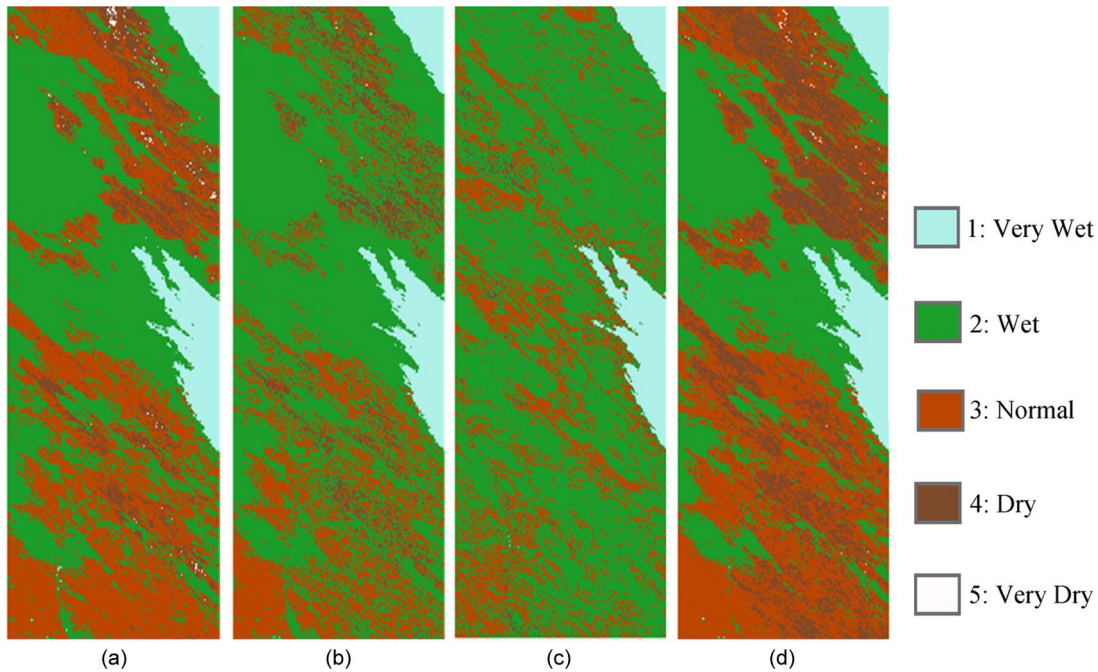 1: Very Wet
2: Wet
3: Normal
4: Dry
5: Very Dry
(a) (b) (c) (d)